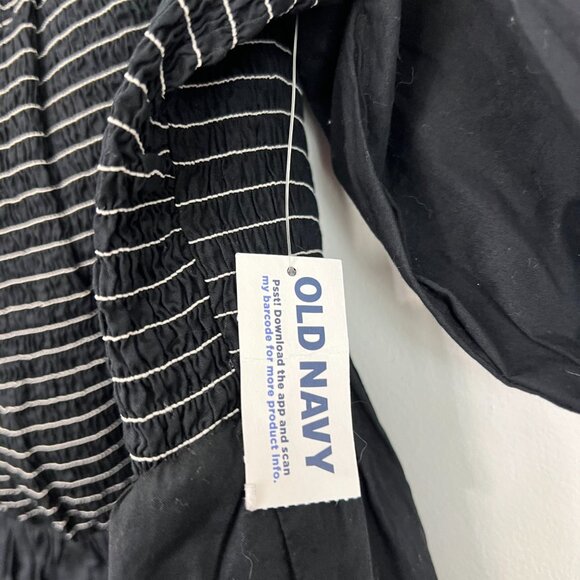 OLD NAVY
Psst! Download the app and scan
my barcode for more product info.